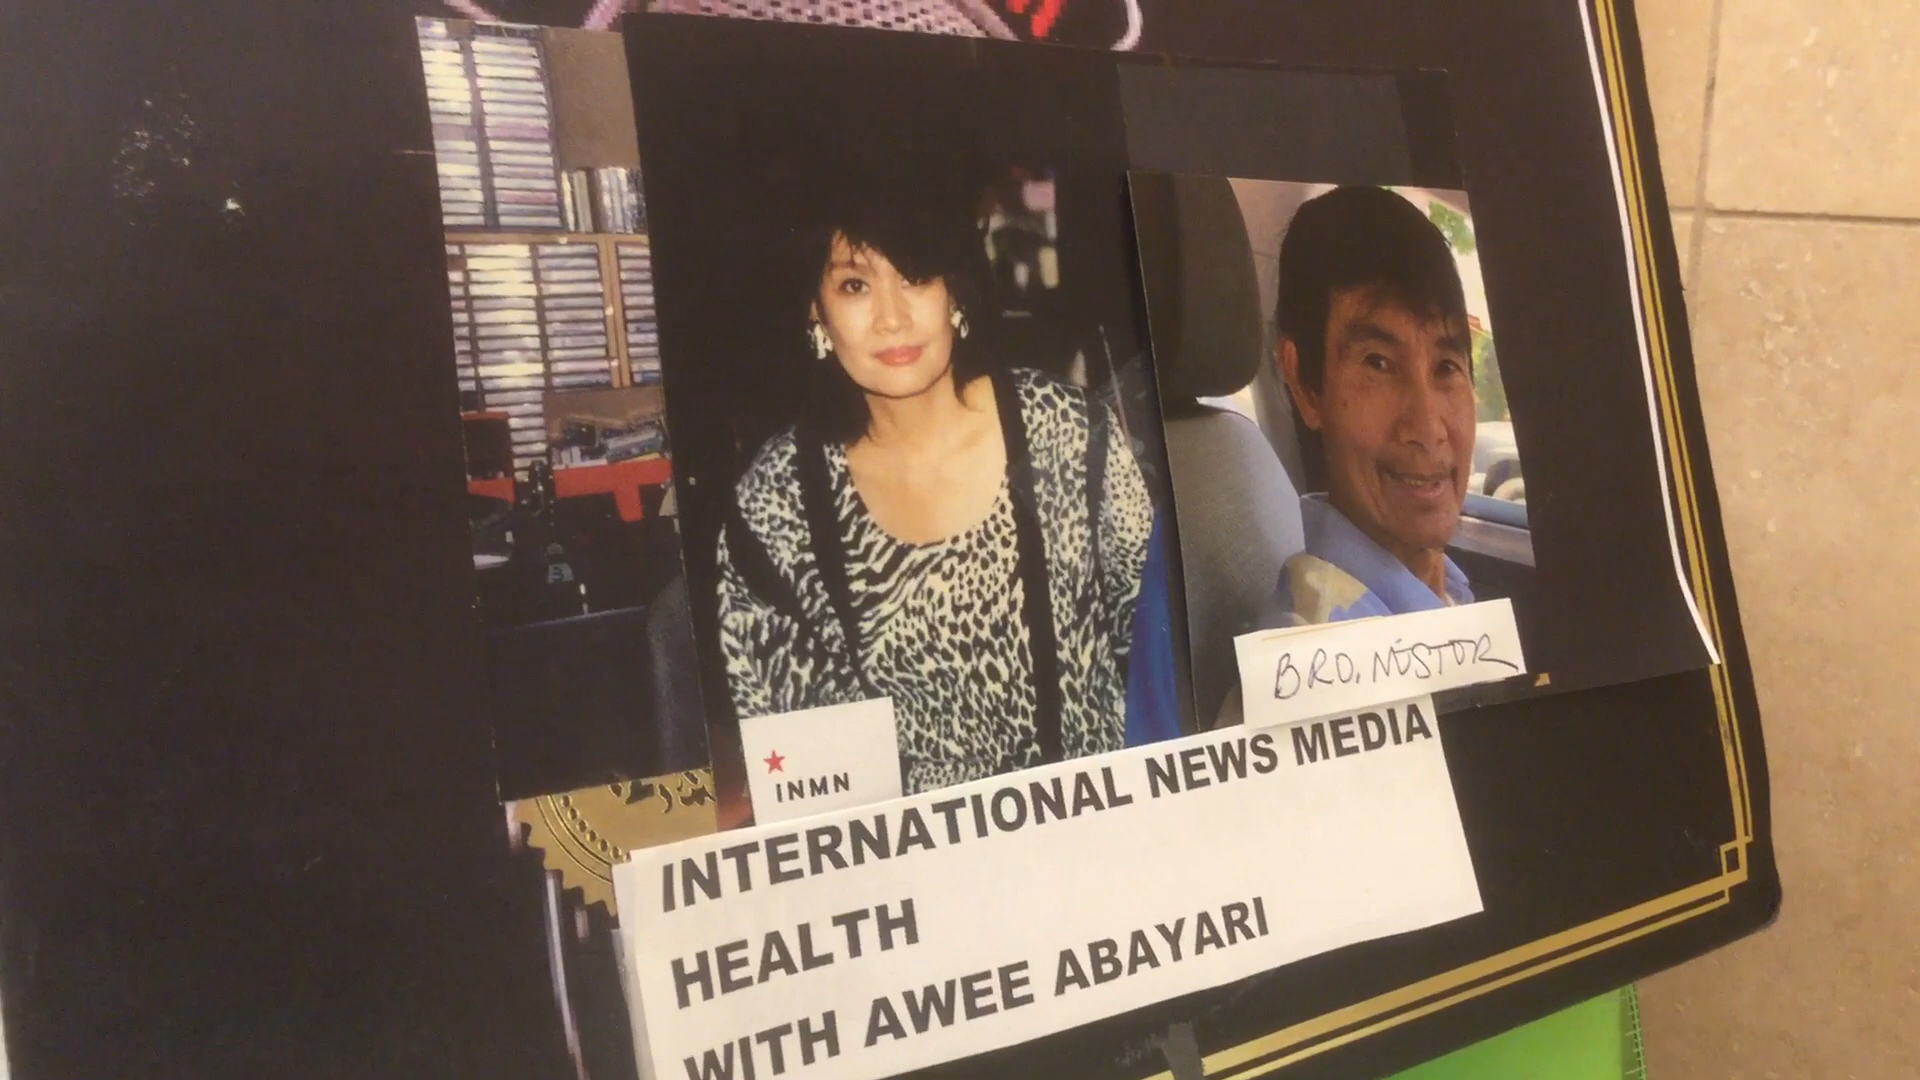 BRO. NESTOR
INMN
INTERNATIONAL NEWS MEDIA
HEALTH
WITH AWEE ABAYARI